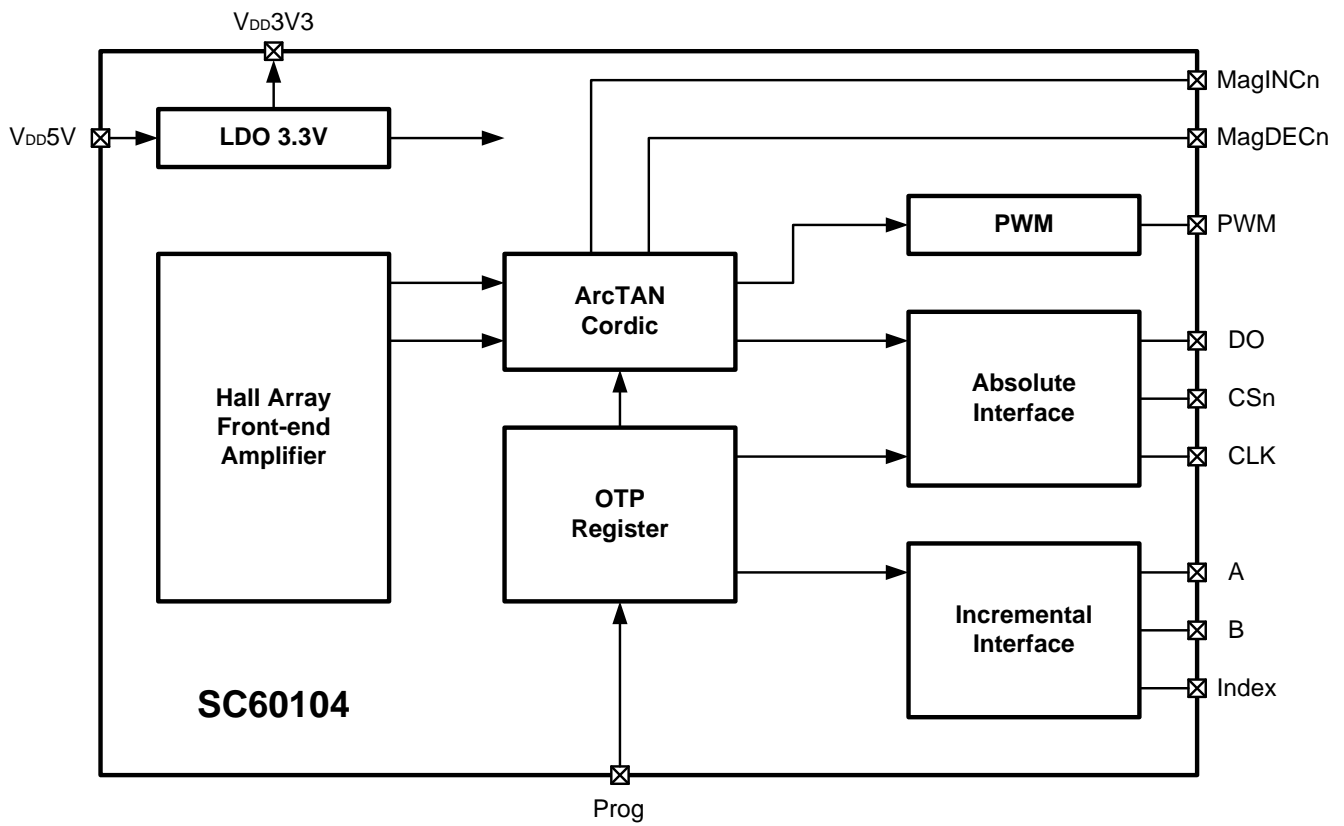 VDD3V3
MagINCn
VDD5V
LDO 3.3V
MagDECn
PWM
PWM
ArcTAN
Cordic
DO
Hall Array
Front-end
Amplifier
Absolute
Interface
CSn
CLK
OTP
Register
A
Incremental
Interface
B
Index
SC60104
Prog